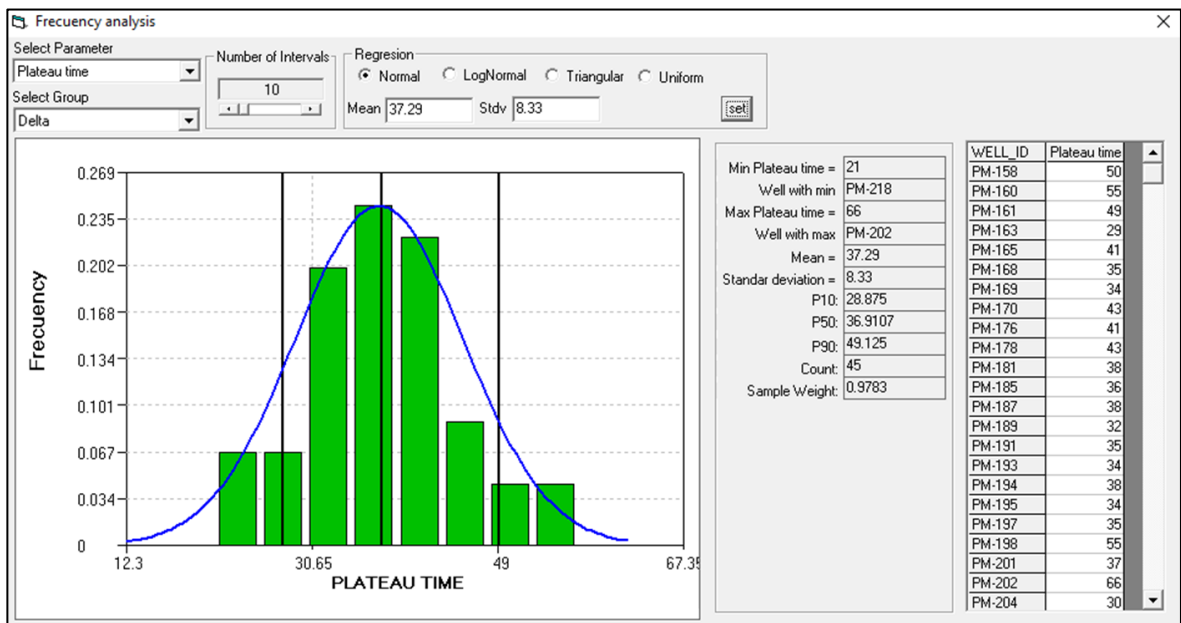 Frecuency analysis
Select Parameter
Plateau time
Select Group
Delta
Number of Intervals
10
Regresion
Normal LogNormal Triangular Uniform
Mean 37.29 Stdv 8.33 set
0.269
0.235
0.202
0.168
0.134
0.101
0.067
0.034
0
Frecuency
12.3 30.65 49 67.35
PLATEAU TIME
Min Plateau time = 21
Well with min PM-218
Max Plateau time = 66
Well with max PM-202
Mean = 37.29
Standar deviation = 8.33
P10: 28.875
P50: 36.9107
P90: 49.125
Count: 45
Sample Weight: 0.9783
WELL_ID Plateau time
PM-158 50
PM-160 55
PM-161 49
PM-163 29
PM-165 41
PM-168 35
PM-169 34
PM-170 43
PM-176 41
PM-178 43
PM-181 38
PM-185 36
PM-187 38
PM-189 32
PM-191 35
PM-193 34
PM-194 38
PM-195 34
PM-197 35
PM-198 55
PM-201 37
PM-202 66
PM-204 30